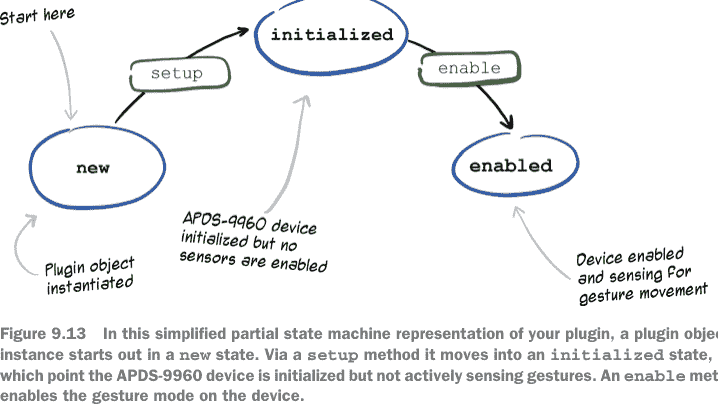 Start here
initialized
setup
enable
new
enabled
APDS-9960 device
initialized but no
sensors are enabled
Plugin object
instantiated
Device enabled
and sensing for
gesture movement
Figure 9.13 In this simplified partial state machine representation of your plugin, a plugin
instance starts out in a new state. Via a setup method it moves into an initialized state,
which point the APDS-9960 device is initialized but not actively sensing gestures. An enable
enables the gesture mode on the device.